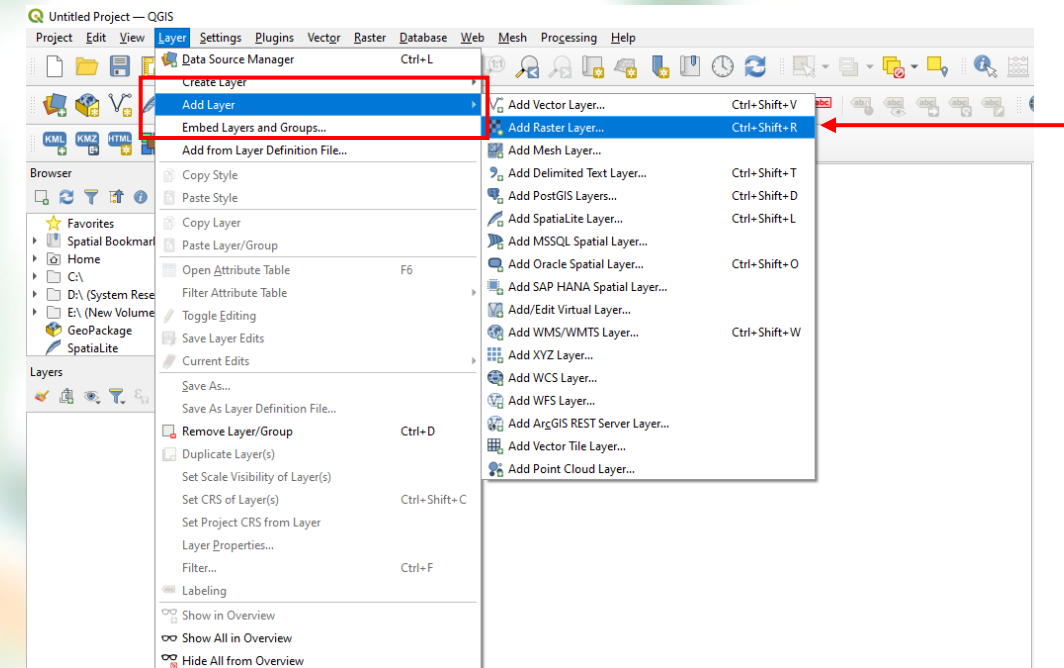 Untitled Project — QGIS
Project Edit View Layer Settings Plugins Vector Raster Database Web Mesh Processing Help
Data Source Manager Ctrl+L
Create Layer
Add Layer
Embed Layers and Groups...
Add from Layer Definition File...
Copy Style
Paste Style
Copy Layer
Paste Layer/Group
Open Attribute Table F6
Filter Attribute Table
Toggle Editing
Save Layer Edits
Current Edits
Save As...
Save As Layer Definition File...
Remove Layer/Group Ctrl+D
Duplicate Layer(s)
Set Scale Visibility of Layer(s)
Set CRS of Layer(s) Ctrl+Shift+C
Set Project CRS from Layer
Layer Properties...
Filter... Ctrl+F
Labeling
Show in Overview
Show All in Overview
Hide All from Overview
Add Vector Layer... Ctrl+Shift+V
Add Raster Layer... Ctrl+Shift+R
Add Mesh Layer...
Add Delimited Text Layer... Ctrl+Shift+T
Add PostGIS Layers... Ctrl+Shift+D
Add SpatiaLite Layer... Ctrl+Shift+L
Add MSSQL Spatial Layer...
Add Oracle Spatial Layer... Ctrl+Shift+O
Add SAP HANA Spatial Layer...
Add/Edit Virtual Layer...
Add WMS/WMTS Layer... Ctrl+Shift+W
Add XYZ Layer...
Add WCS Layer...
Add WFS Layer...
Add ArcGIS REST Server Layer...
Add Vector Tile Layer...
Add Point Cloud Layer...
abc
KML KMZ HTML
Browser
Favorites
Spatial Bookmar
Home
C:\
D:\ (System Rese
E:\ (New Volume
GeoPackage
SpatiaLite
Layers